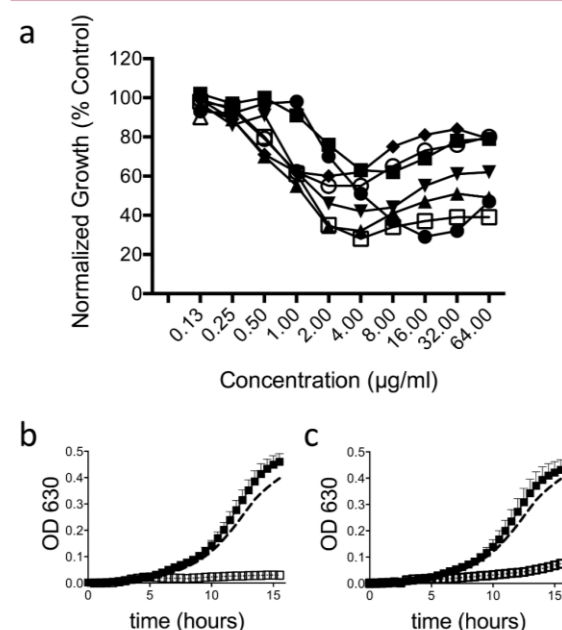 a
Normalized Growth (% Control)
120
100
80
60
40
20
0
0.13 0.25 0.50 1.00 2.00 4.00 8.00 16.00 32.00 64.00
Concentration (µg/ml)
b
OD 630
0.5
0.4
0.3
0.2
0.1
0.0
0 5 10 15
time (hours)
c
OD 630
0.5
0.4
0.3
0.2
0.1
0.0
0 5 10 15
time (hours)